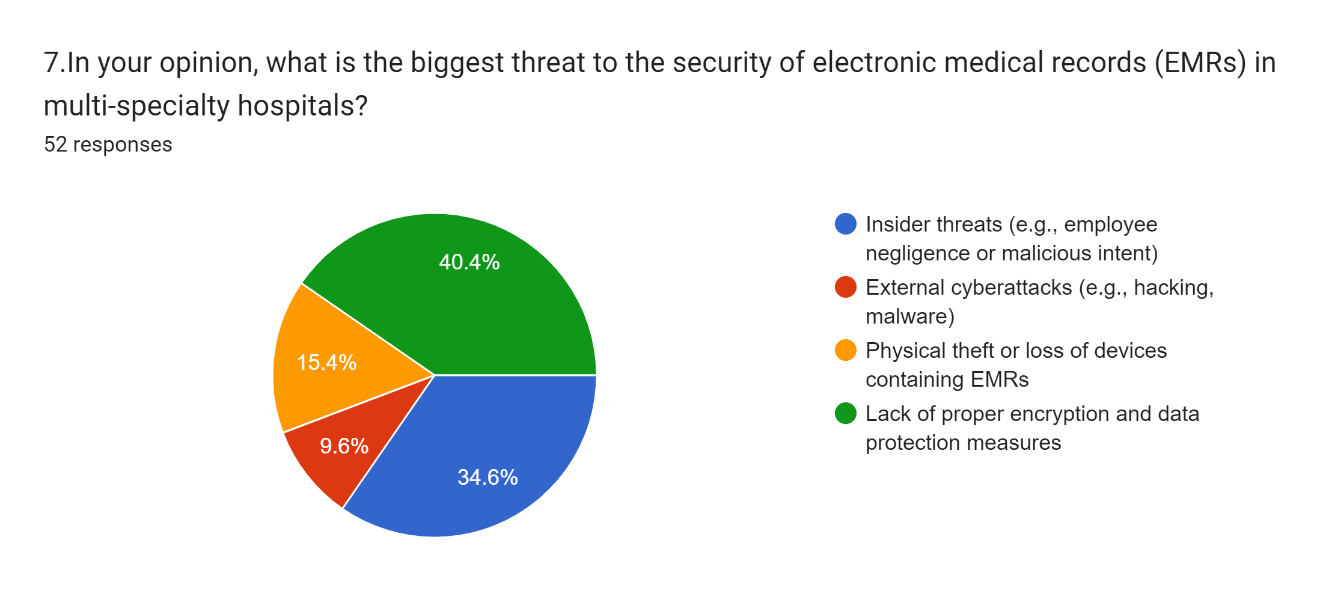 7.In your opinion, what is the biggest threat to the security of electronic medical records (EMRs) in
multi-specialty hospitals?
52 responses
40.4%
15.4%
9.6%
34.6%
Insider threats (e.g., employee
negligence or malicious intent)
External cyberattacks (e.g., hacking,
malware)
Physical theft or loss of devices
containing EMRs
Lack of proper encryption and data
protection measures